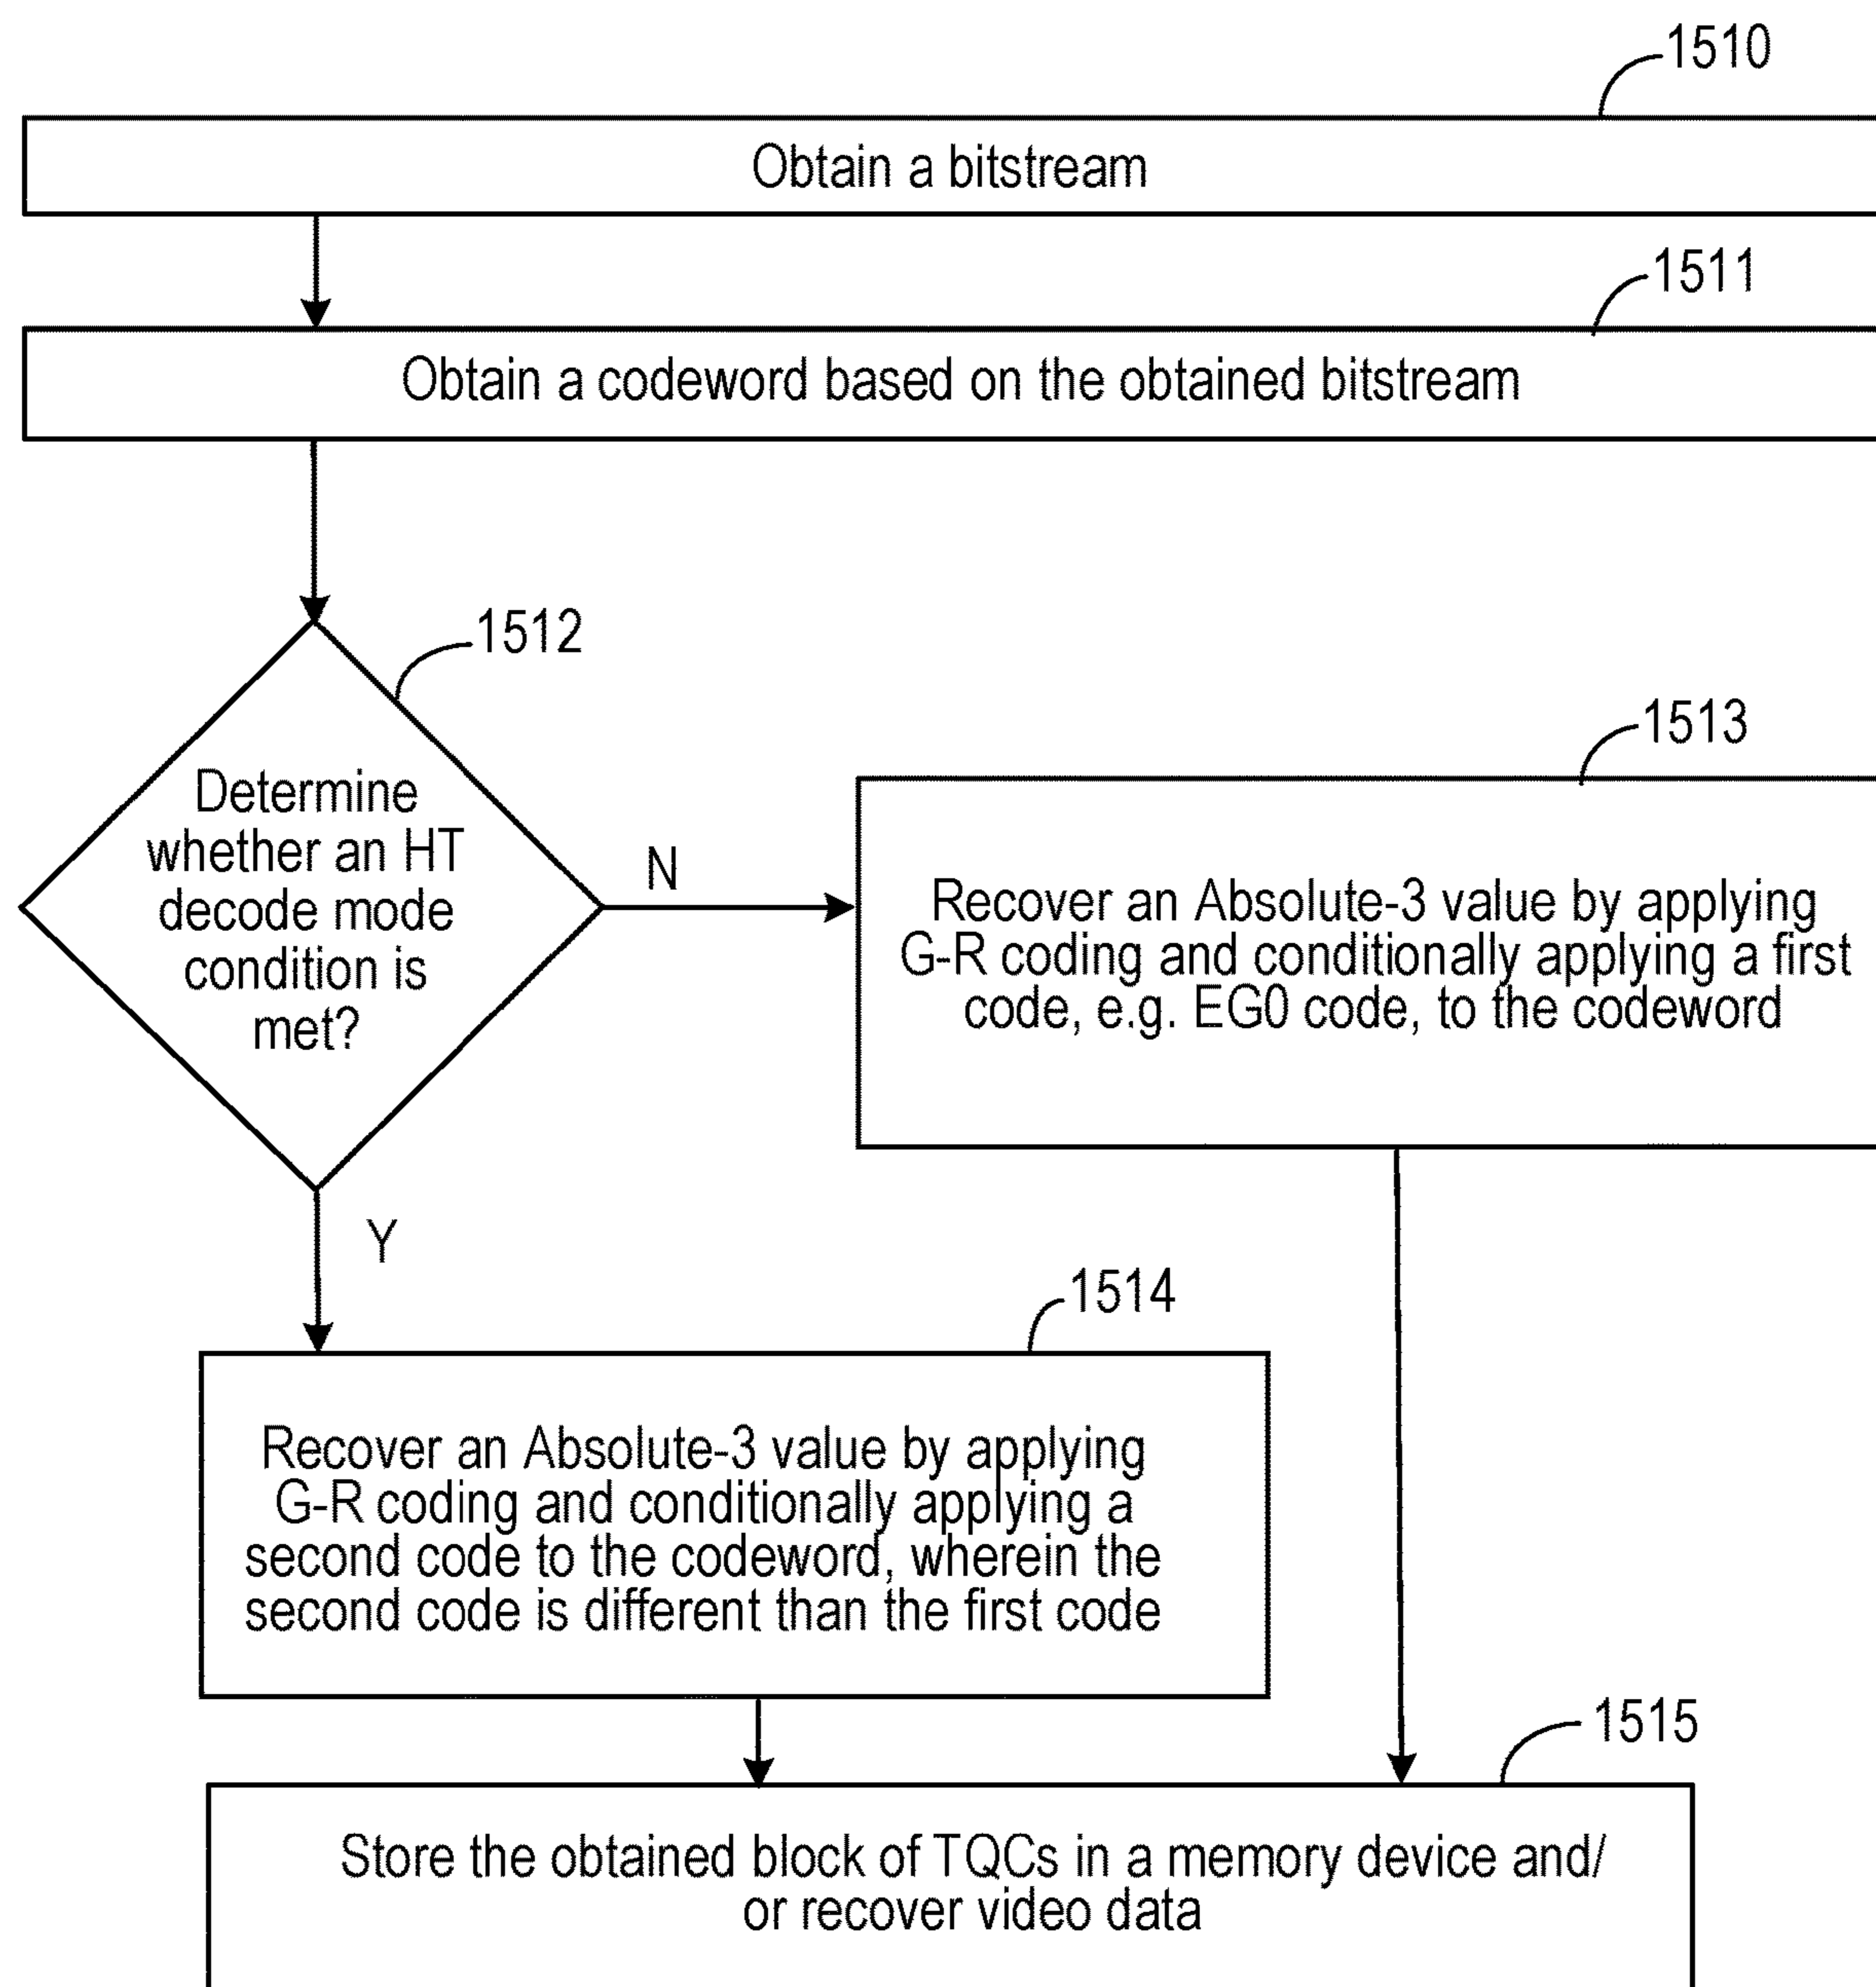 1510
Obtain a bitstream
1511
Obtain a codeword based on the obtained bitstream
1512
Determine
whether an HT
decode mode
condition is
met?
N
1513
Recover an Absolute-3 value by applying
G-R coding and conditionally applying a first
code, e.g. EG0 code, to the codeword
Y
1514
Recover an Absolute-3 value by applying
G-R coding and conditionally applying a
second code to the codeword, wherein the
second code is different than the first code
1515
Store the obtained block of TQCs in a memory device and/
or recover video data